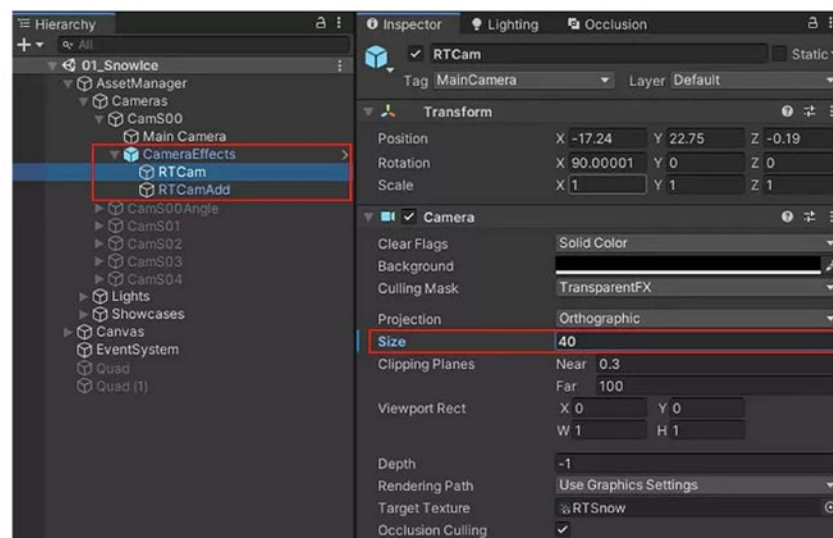 Hierarchy
All
01_SnowIce
AssetManager
Cameras
CamS00
Main Camera
CameraEffects
RTCam
RTCamAdd
CamS00Angle
CamS01
CamS02
CamS03
CamS04
Lights
Showcases
Canvas
EventSystem
Quad
Quad (1)
Inspector Lighting Occlusion
RTCam Static
Tag MainCamera Layer Default
Transform
Position X -17.24 Y 22.75 Z -0.19
Rotation X 90.00001 Y 0 Z 0
Scale X 1 Y 1 Z 1
Camera
Clear Flags Solid Color
Background
Culling Mask TransparentFX
Projection Orthographic
Size 40
Clipping Planes Near 0.3
Far 100
Viewport Rect X 0 Y 0
W 1 H 1
Depth -1
Rendering Path Use Graphics Settings
Target Texture RTSnow
Occlusion Culling